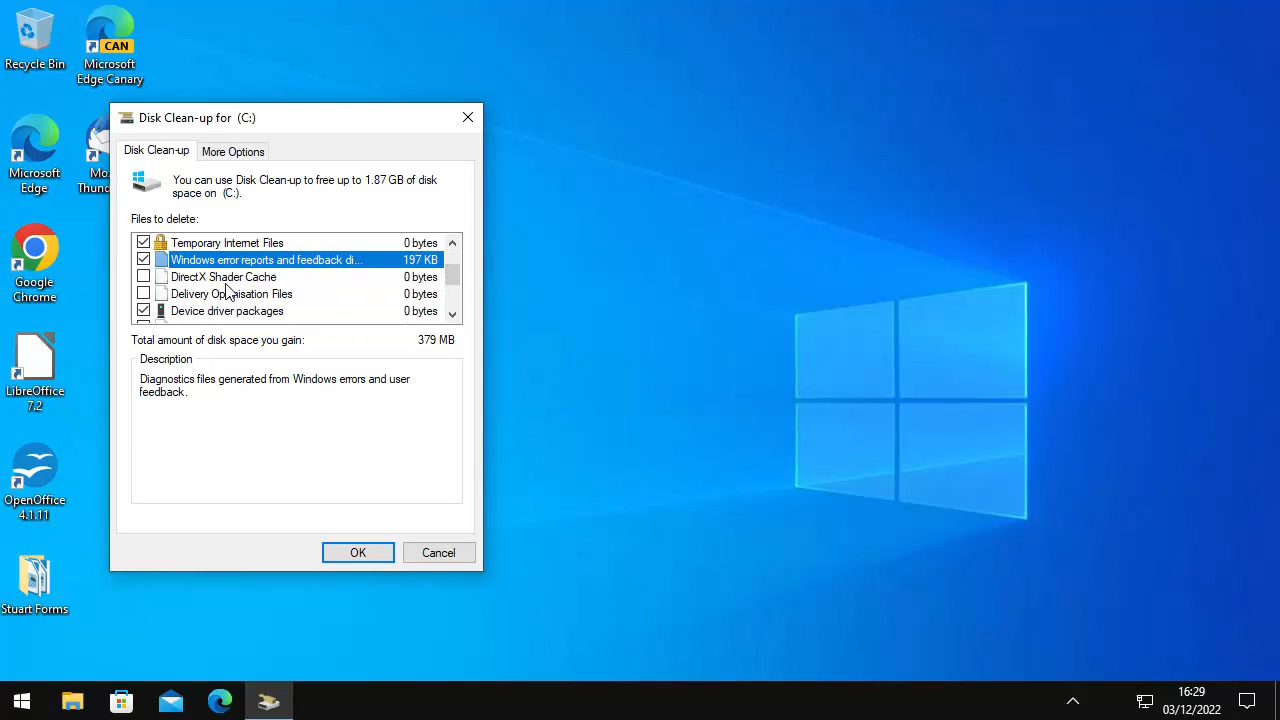 Recycle Bin
CAN
Microsoft
Edge Canary
Microsoft
Edge
Google
Chrome
LibreOffice
7.2
OpenOffice
4.1.11
Stuart Forms
Disk Clean-up for (C:)
Disk Clean-up
More Options
You can use Disk Clean-up to free up to 1.87 GB of disk
space on (C:).
Files to delete:
Temporary Internet Files 0 bytes
Windows error reports and feedback di... 197 KB
DirectX Shader Cache 0 bytes
Delivery Optimisation Files 0 bytes
Device driver packages 0 bytes
Total amount of disk space you gain: 379 MB
Description
Diagnostics files generated from Windows errors and user
feedback.
OK
Cancel
16:29
03/12/2022